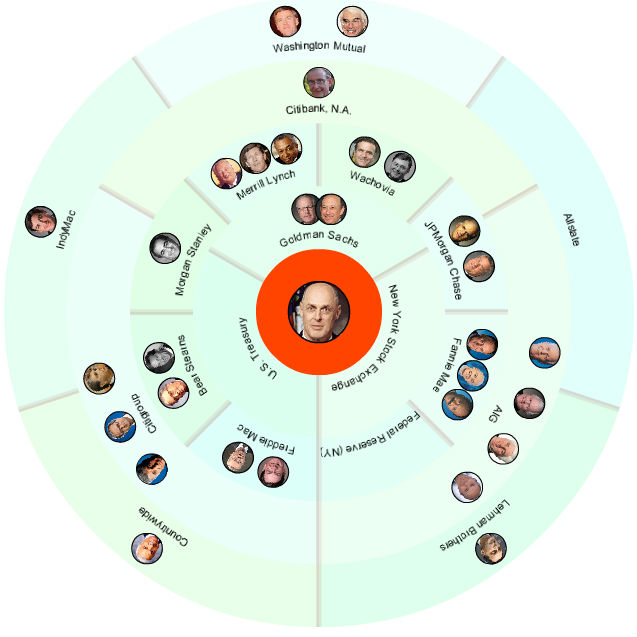 Washington Mutual
Citibank, N.A.
Merrill Lynch
Wachovia
Goldman Sachs
IndyMac
Morgan Stanley
JPMorgan Chase
Allstate
U.S. Treasury
New York Stock Exchange
Bear Stearns
Fannie Mae
Citigroup
AIG
Freddie Mac
Federal Reserve (NY)
Countrywide
Lehman Brothers